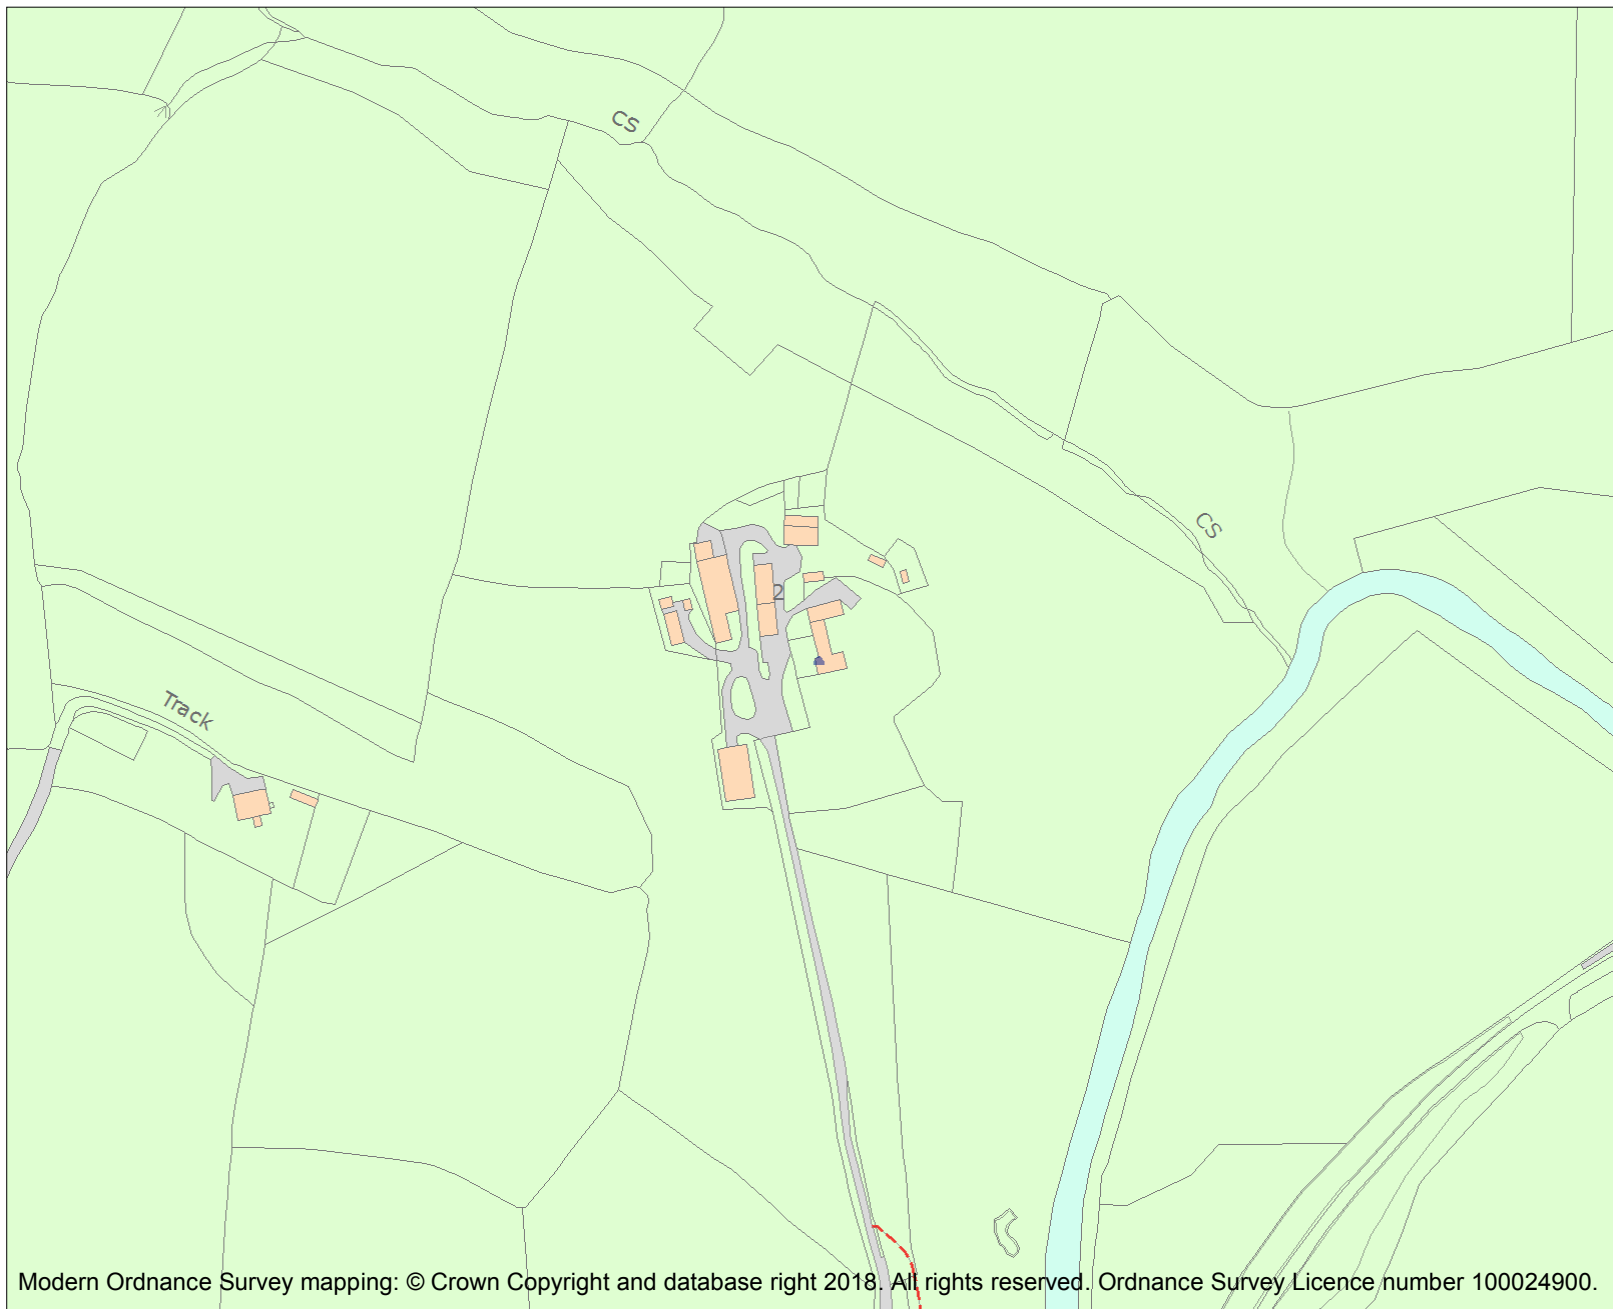 CS
CS
2
Track
Modern Ordnance Survey mapping: © Crown Copyright and database right 2018. All rights reserved. Ordnance Survey Licence number 100024900.